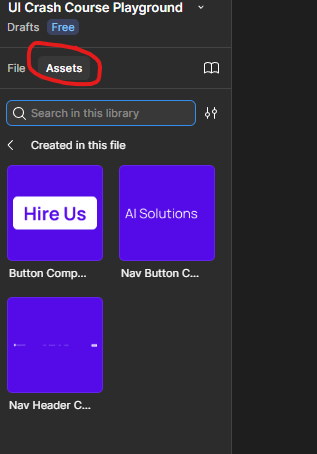 UI Crash Course Playground
Drafts Free
File Assets
Search in this library
Created in this file
Hire Us
Button Comp...
AI Solutions
Nav Button C...
Nav Header C...